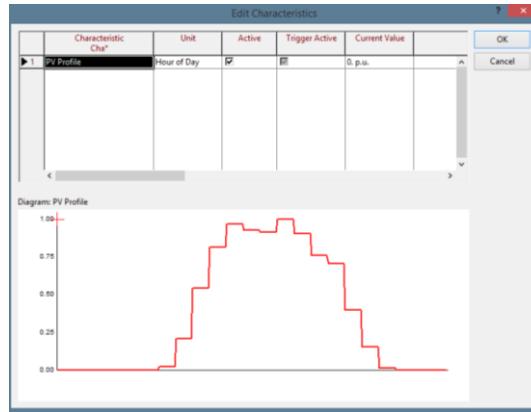 Edit Characteristics
? ×
Characteristic Unit Active Trigger Active Current Value
Cha*
1 PV Profile Hour of Day 0. p.u.
OK
Cancel
Diagram: PV Profile
1.00
0.75
0.50
0.25
0.00